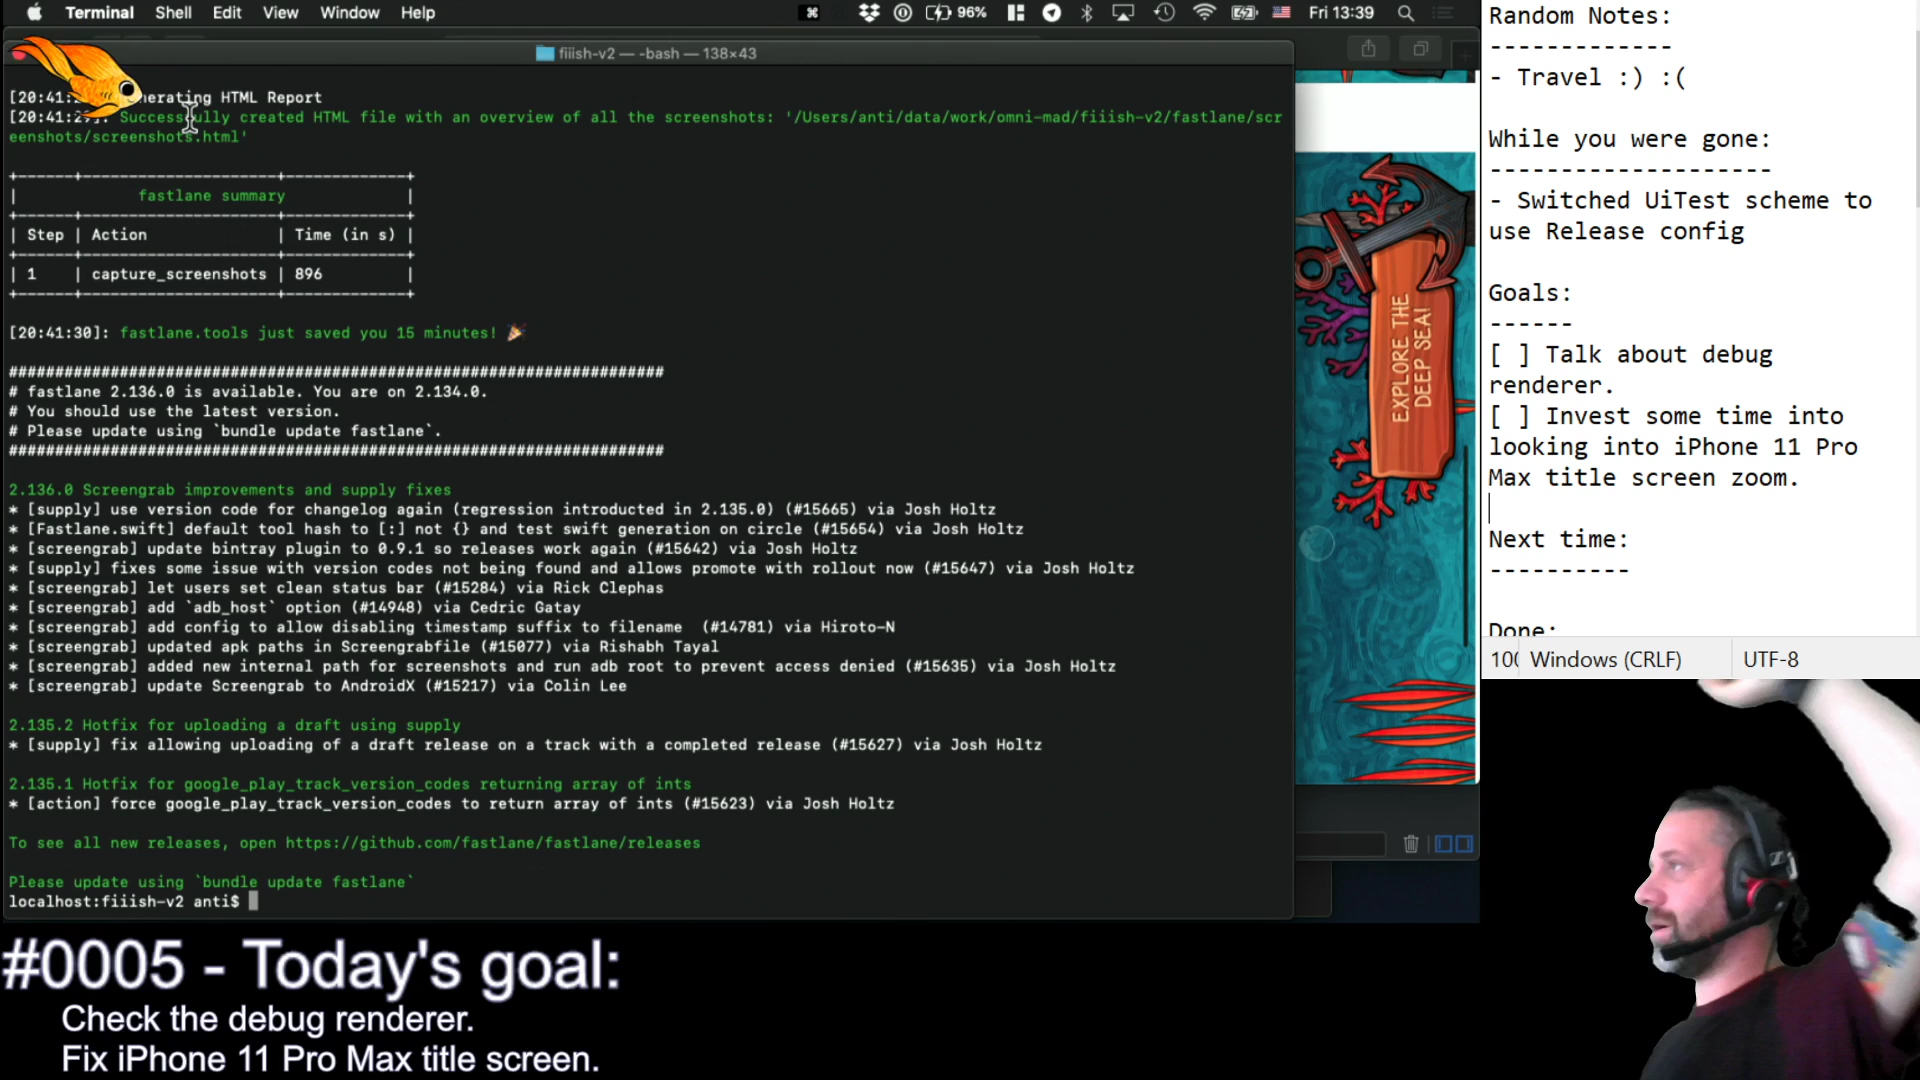 Terminal Shell Edit View Window Help 96% Fri 13:39
fiiish-v2 — -bash — 138×43
[20:41: nerating HTML Report
[20:41:2 ]: Successfully created HTML file with an overview of all the screenshots: '/Users/anti/data/work/omni-mad/fiiish-v2/fastlane/scr
eenshots/screenshots.html'
fastlane summary
| Step | Action | Time (in s) |
| 1 | capture_screenshots | 896 |
[20:41:30]: fastlane.tools just saved you 15 minutes! 🎉
#######################################################################
# fastlane 2.136.0 is available. You are on 2.134.0.
# You should use the latest version.
# Please update using `bundle update fastlane`.
#######################################################################
2.136.0 Screengrab improvements and supply fixes
* [supply] use version code for changelog again (regression introducted in 2.135.0) (#15665) via Josh Holtz
* [Fastlane.swift] default tool hash to [:] not {} and test swift generation on circle (#15654) via Josh Holtz
* [screengrab] update bintray plugin to 0.9.1 so releases work again (#15642) via Josh Holtz
* [supply] fixes some issue with version codes not being found and allows promote with rollout now (#15647) via Josh Holtz
* [screengrab] let users set clean status bar (#15284) via Rick Clephas
* [screengrab] add `adb_host` option (#14948) via Cedric Gatay
* [screengrab] add config to allow disabling timestamp suffix to filename  (#14781) via Hiroto-N
* [screengrab] updated apk paths in Screengrabfile (#15077) via Rishabh Tayal
* [screengrab] added new internal path for screenshots and run adb root to prevent access denied (#15635) via Josh Holtz
* [screengrab] update Screengrab to AndroidX (#15217) via Colin Lee
2.135.2 Hotfix for uploading a draft using supply
* [supply] fix allowing uploading of a draft release on a track with a completed release (#15627) via Josh Holtz
2.135.1 Hotfix for google_play_track_version_codes returning array of ints
* [action] force google_play_track_version_codes to return array of ints (#15623) via Josh Holtz
To see all new releases, open https://github.com/fastlane/fastlane/releases
Please update using `bundle update fastlane`
localhost:fiiish-v2 anti$
EXPLORE THE
DEEP SEA!
Random Notes:
-------------
- Travel :) :(
While you were gone:
--------------------
- Switched UiTest scheme to
use Release config
Goals:
------
[ ] Talk about debug
renderer.
[ ] Invest some time into
looking into iPhone 11 Pro
Max title screen zoom.
Next time:
----------
Done:
100 Windows (CRLF) UTF-8
#0005 - Today's goal:
Check the debug renderer.
Fix iPhone 11 Pro Max title screen.